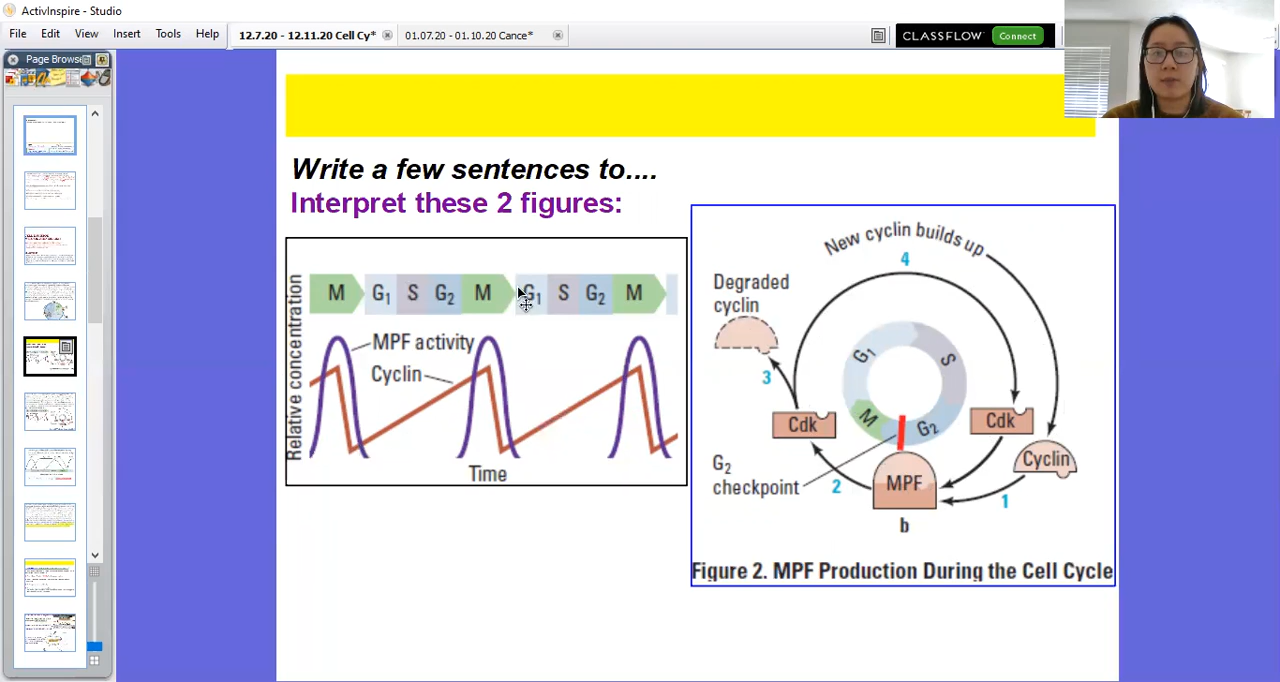 ActivInspire - Studio
File Edit View Insert Tools Help
12.7.20 - 12.11.20 Cell Cy*
01.07.20 - 01.10.20 Cance*
CLASSFLOW Connect
Page Brows
Write a few sentences to....
Interpret these 2 figures:
Relative concentration
M G1 S G2 M G1 S G2 M
MPF activity
Cyclin
Time
New cyclin builds up
4
Degraded
cyclin
3
G1
S
M
G2
Cdk
Cdk
Cyclin
G2
checkpoint
2
MPF
1
b
Figure 2. MPF Production During the Cell Cycle